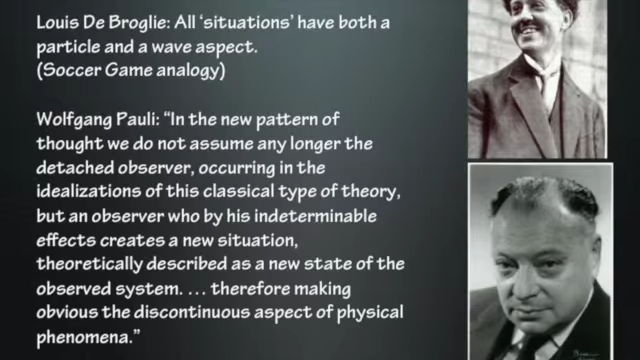 Louis De Broglie: All ‘situations’ have both a
particle and a wave aspect.
(Soccer Game analogy)
Wolfgang Pauli: “In the new pattern of
thought we do not assume any longer the
detached observer, occurring in the
idealizations of this classical type of theory,
but an observer who by his indeterminable
effects creates a new situation,
theoretically described as a new state of the
observed system. ... therefore making
obvious the discontinuous aspect of physical
phenomena.”